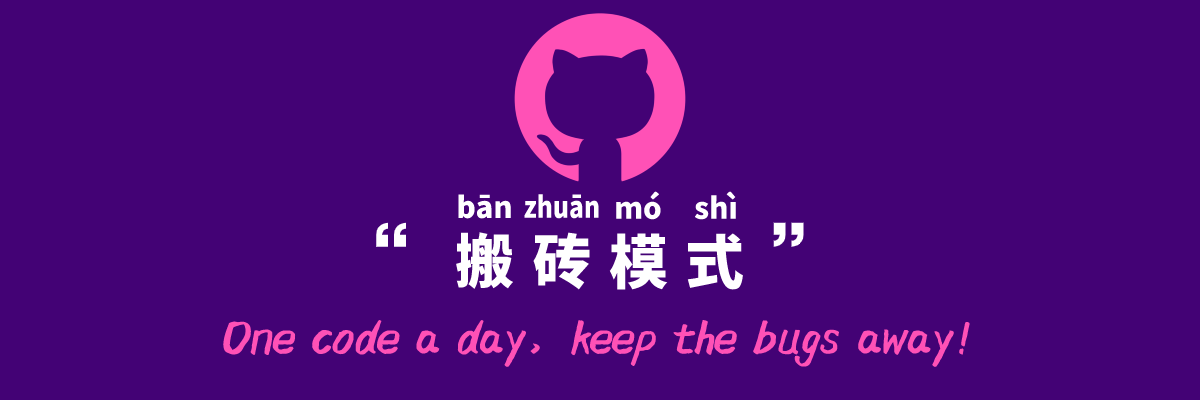 bān zhuān mó shì
“ 搬砖模式 ”
One code a day, keep the bugs away!